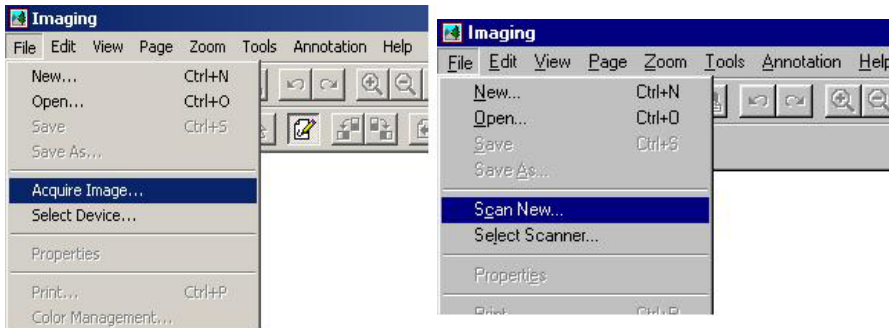 Imaging
File Edit View Page Zoom Tools Annotation Help
New... Ctrl+N
Open... Ctrl+O
Save Ctrl+S
Save As...
Acquire Image...
Select Device...
Properties
Print... Ctrl+P
Color Management...
Imaging
File Edit View Page Zoom Tools Annotation Help
New... Ctrl+N
Open... Ctrl+O
Save Ctrl+S
Save As...
Scan New...
Select Scanner...
Properties
Print Ctrl+P